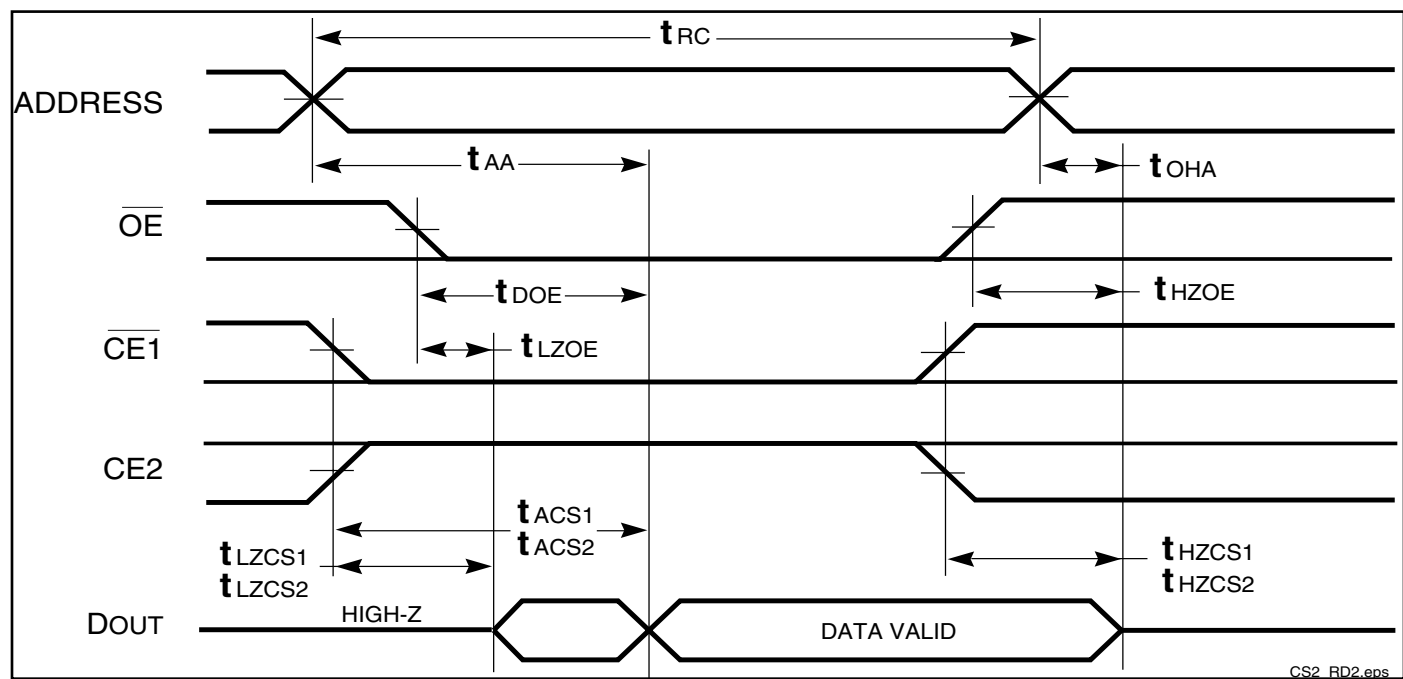 tRC
ADDRESS
tAA
tOHA
OE
tDOE
tHZOE
CE1
tLZOE
CE2
tACS1
tACS2
tLZCS1
tLZCS2
tHZCS1
tHZCS2
HIGH-Z
DOUT
DATA VALID
CS2_RD2.eps